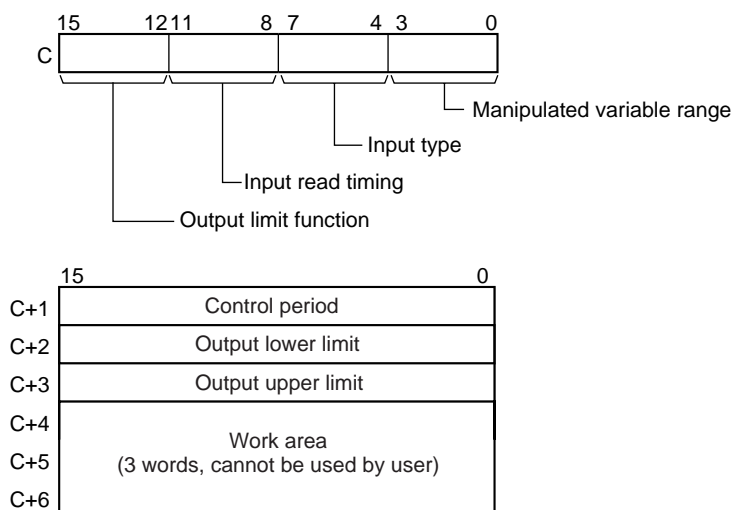 15 12 11 8 7 4 3 0
C
Manipulated variable range
Input type
Input read timing
Output limit function
15 0
C+1 Control period
C+2 Output lower limit
C+3 Output upper limit
C+4
Work area
C+5 (3 words, cannot be used by user)
C+6